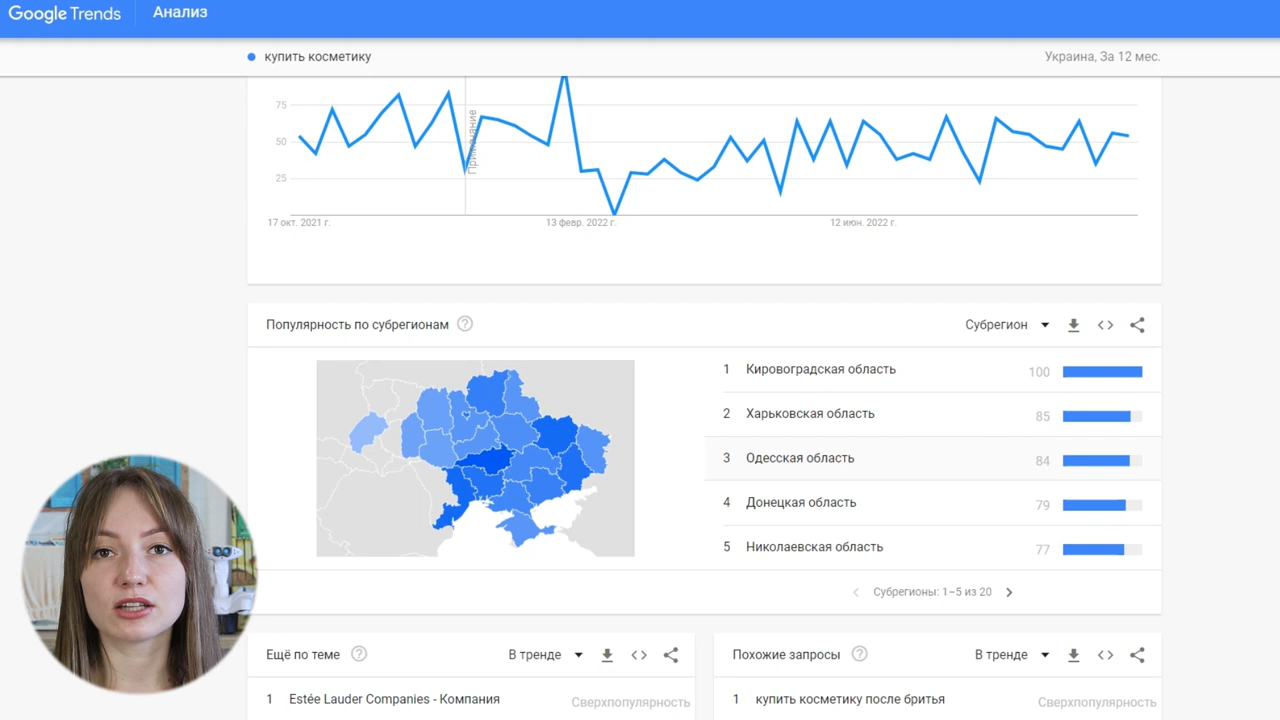 Google Trends Анализ
купить косметику Украина, За 12 мес.
75
50
25
Примечание
17 окт. 2021 г. 13 февр. 2022 г. 12 июн. 2022 г.
Популярность по субрегионам ? Субрегион
1 Кировоградская область 100
2 Харьковская область 85
3 Одесская область 84
4 Донецкая область 79
5 Николаевская область 77
Субрегионы: 1–5 из 20
Ещё по теме ? В тренде
1 Estée Lauder Companies - Компания Сверхпопулярность
Похожие запросы ? В тренде
1 купить косметику после бритья Сверхпопулярность